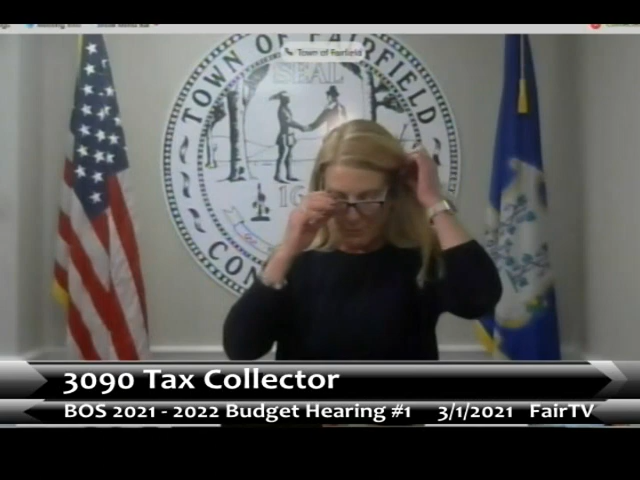 Town of Fairfield
TOWN OF FAIRFIELD
SEAL
CON
3090 Tax Collector
BOS 2021 - 2022 Budget Hearing #1 3/1/2021 FairTV